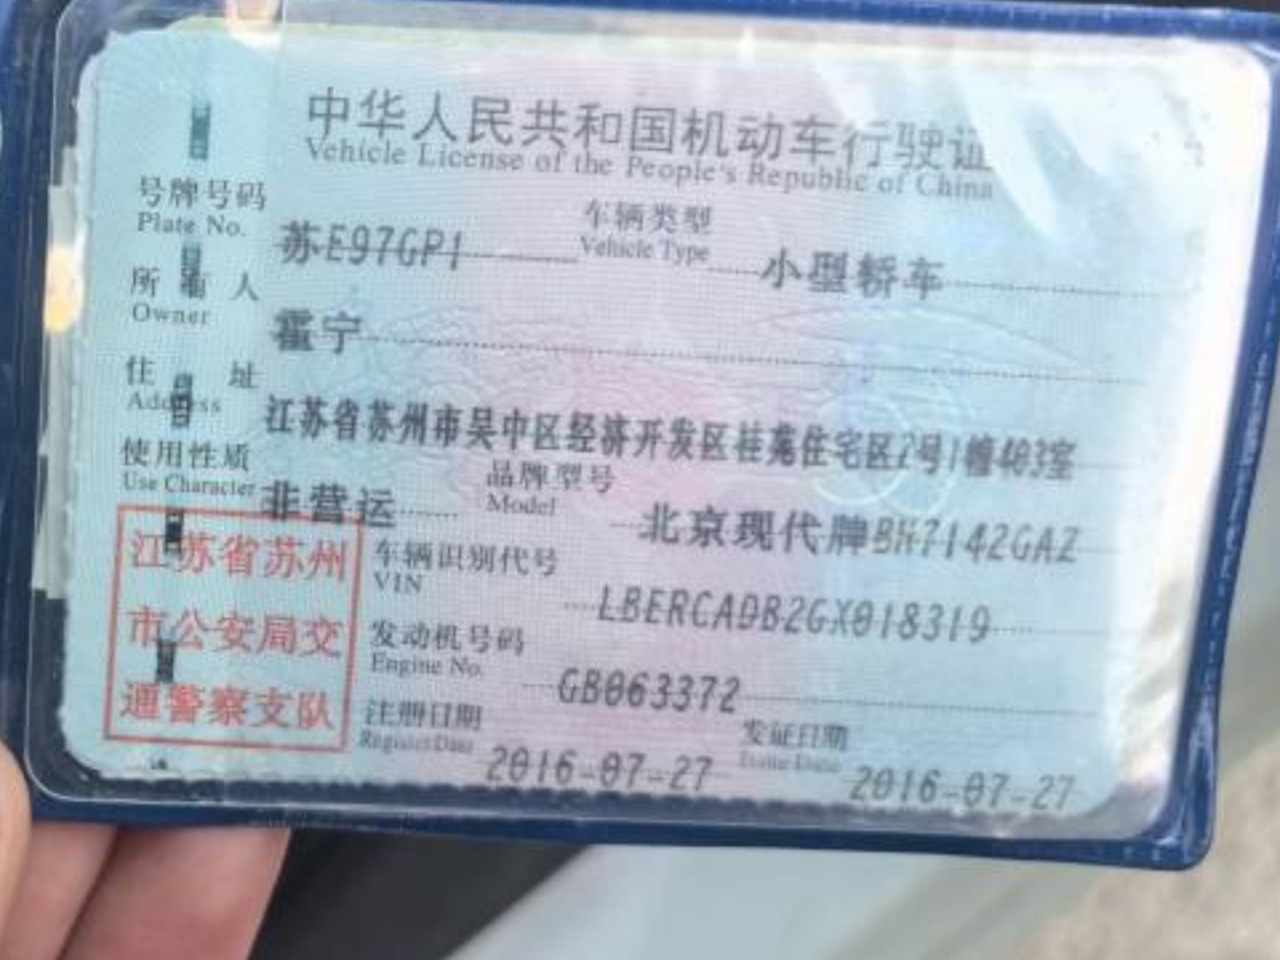 中华人民共和国机动车行驶证
Vehicle License of the People's Republic of China
号牌号码 苏E97GP1 车辆类型 小型轿车
Plate No. Vehicle Type
所有人 霍宁
Owner
住址 江苏省苏州市吴中区经济开发区桂苑住宅区2号1幢403室
Address
使用性质 非营运 品牌型号 北京现代牌BH7142GAZ
Use Character Model
江苏省苏州
市公安局交
通警察支队
车辆识别代号 LBERCADB2GX018319
VIN
发动机号码 GB063372
Engine No.
注册日期 2016-07-27 发证日期 2016-07-27
Register Date Issue Date